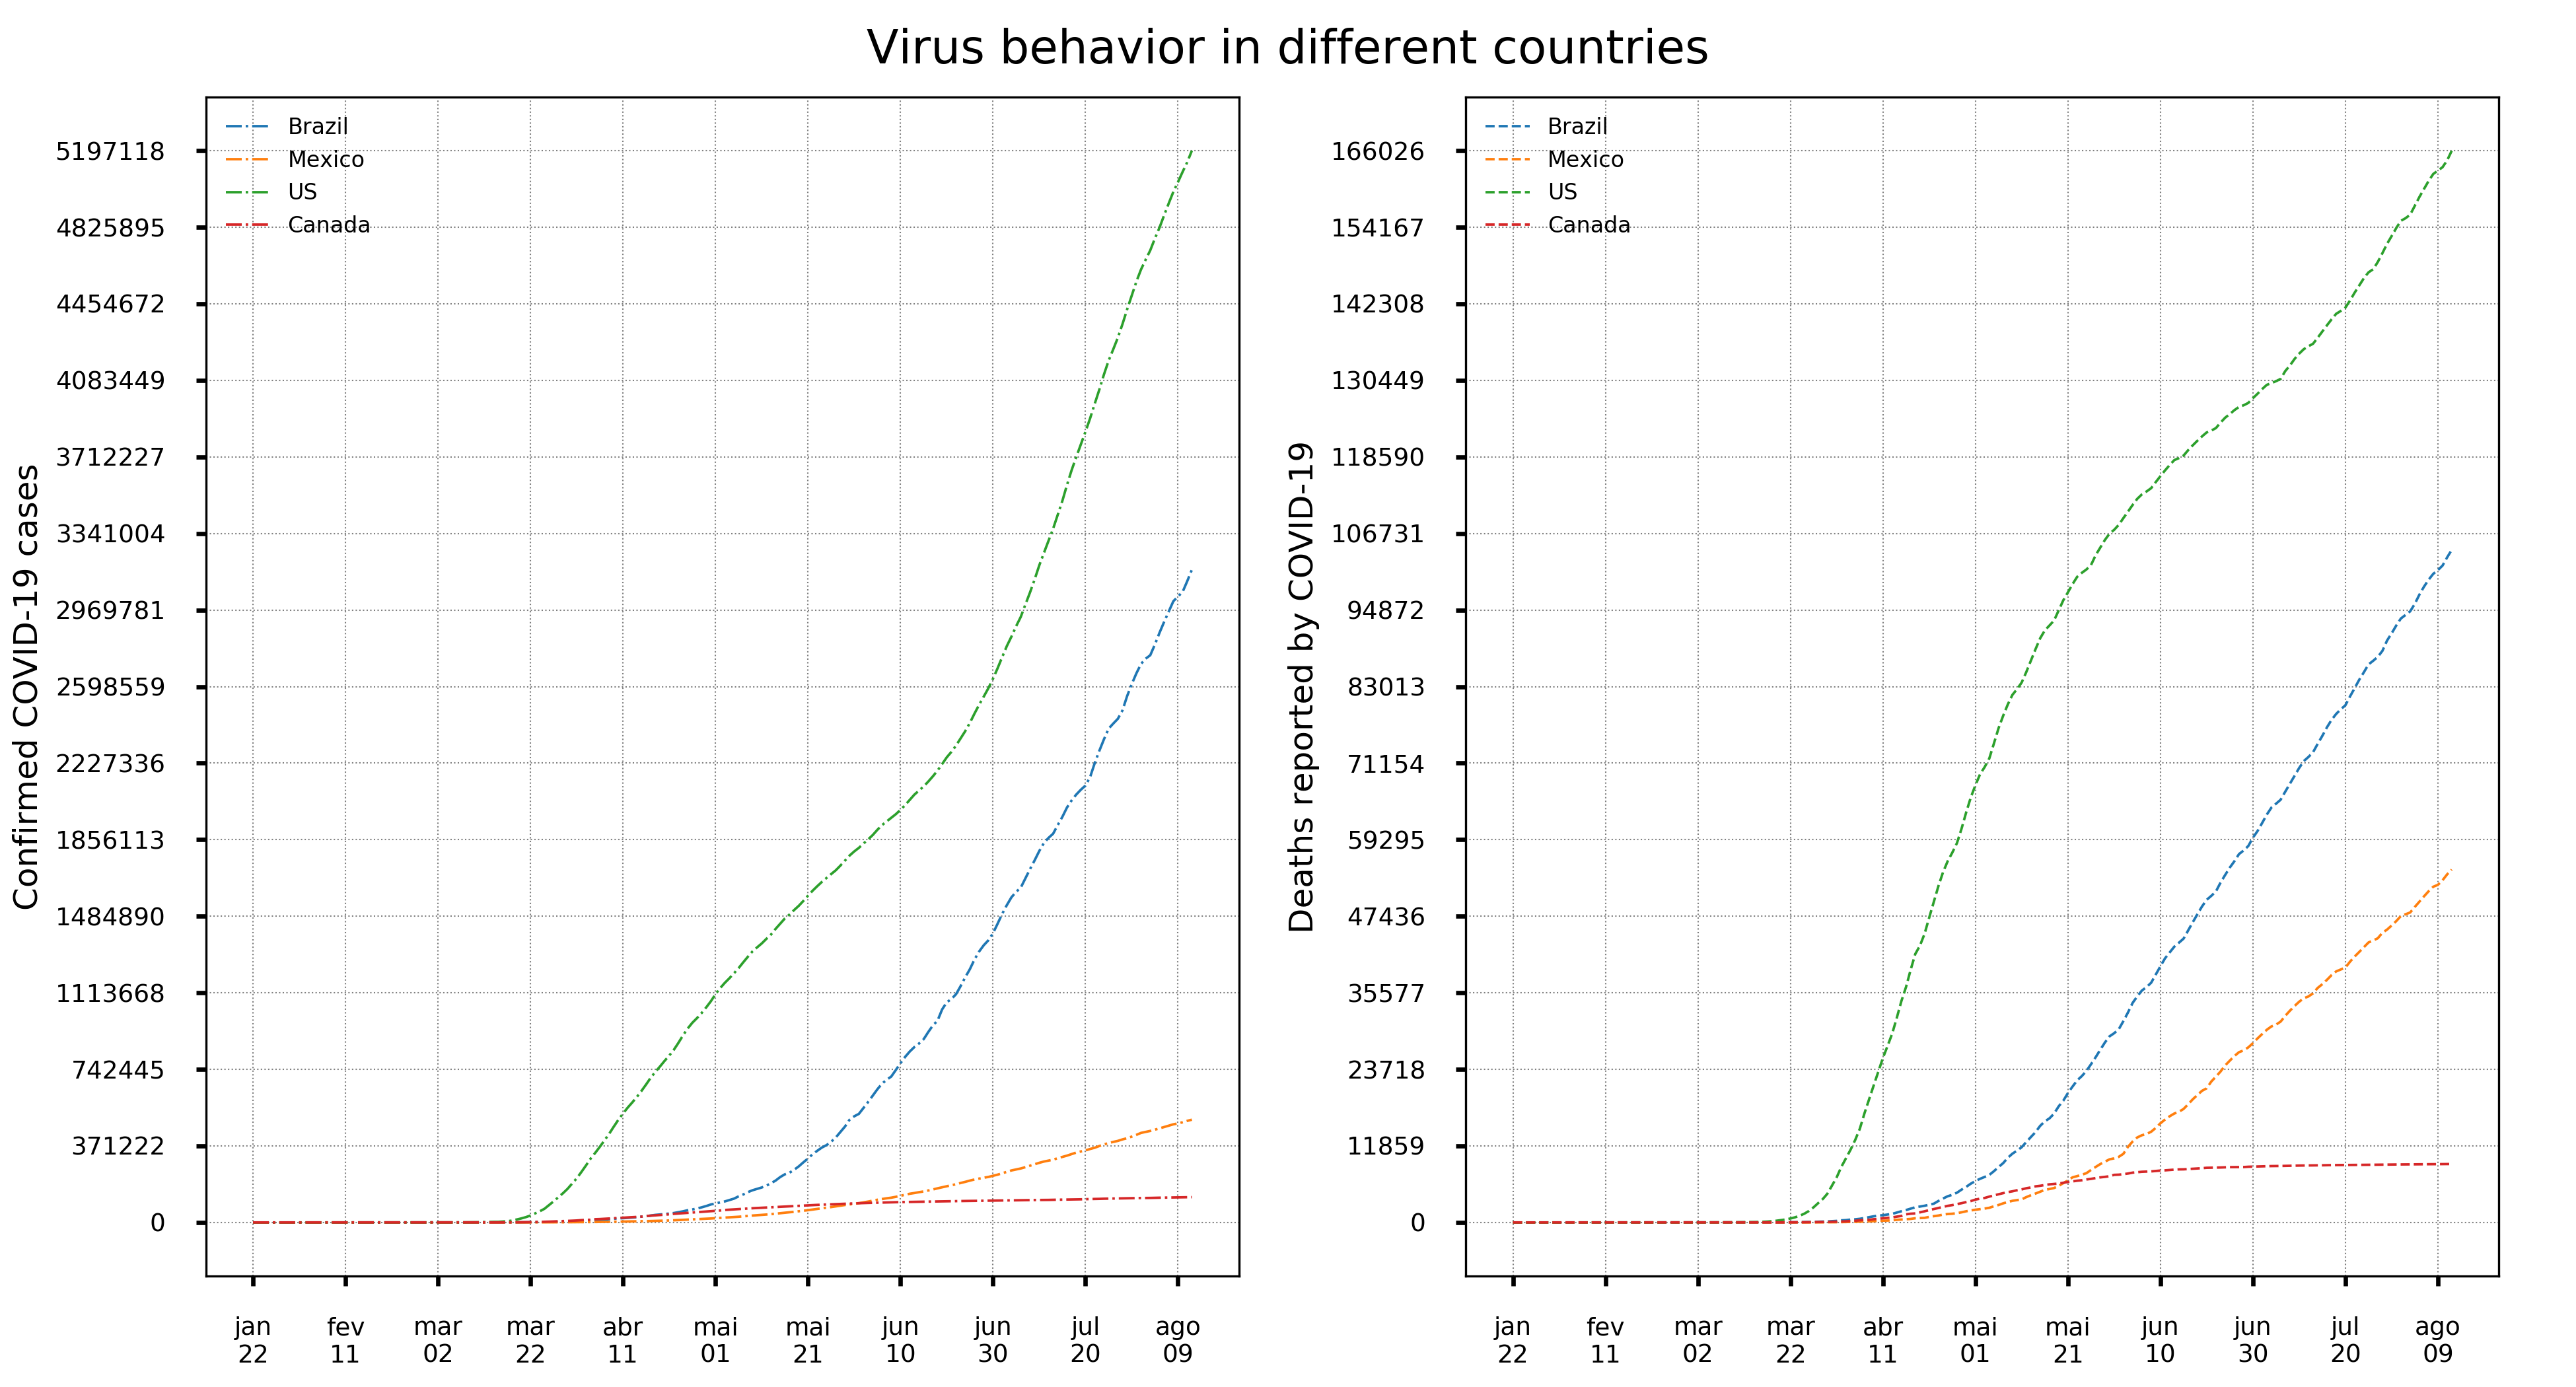 Virus behavior in different countries
Confirmed COVID-19 cases
5197118
4825895
4454672
4083449
3712227
3341004
2969781
2598559
2227336
1856113
1484890
1113668
742445
371222
0
Brazil
Mexico
US
Canada
jan fev mar mar abr mai mai jun jun jul ago
22 11 02 22 11 01 21 10 30 20 09
Deaths reported by COVID-19
166026
154167
142308
130449
118590
106731
94872
83013
71154
59295
47436
35577
23718
11859
0
Brazil
Mexico
US
Canada
jan fev mar mar abr mai mai jun jun jul ago
22 11 02 22 11 01 21 10 30 20 09